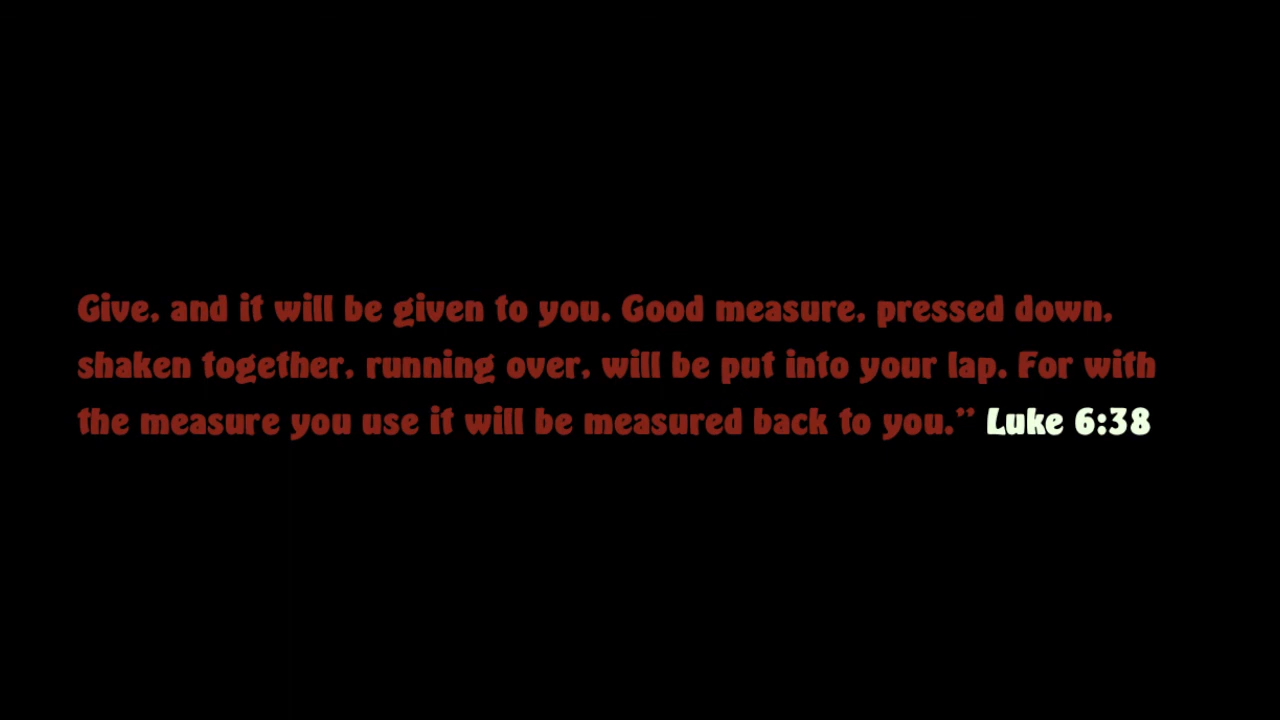 Give, and it will be given to you. Good measure, pressed down,
shaken together, running over, will be put into your lap. For with
the measure you use it will be measured back to you.” Luke 6:38